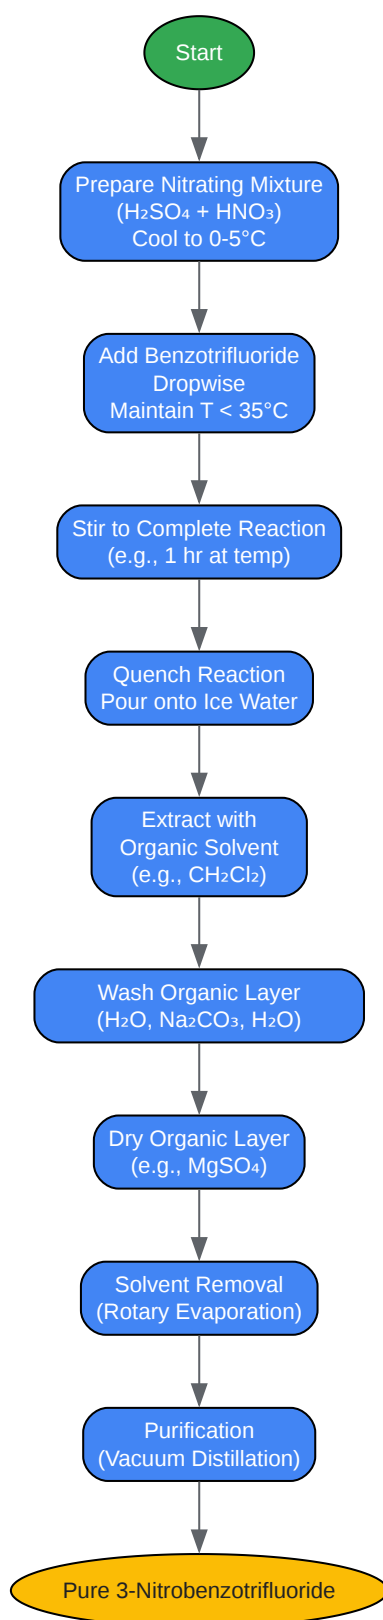 Start
Prepare Nitrating Mixture
(H₂SO₄ + HNO₃)
Cool to 0-5°C
Add Benzotrifluoride
Dropwise
Maintain T < 35°C
Stir to Complete Reaction
(e.g., 1 hr at temp)
Quench Reaction
Pour onto Ice Water
Extract with
Organic Solvent
(e.g., CH₂Cl₂)
Wash Organic Layer
(H₂O, Na₂CO₃, H₂O)
Dry Organic Layer
(e.g., MgSO₄)
Solvent Removal
(Rotary Evaporation)
Purification
(Vacuum Distillation)
Pure 3-Nitrobenzotrifluoride